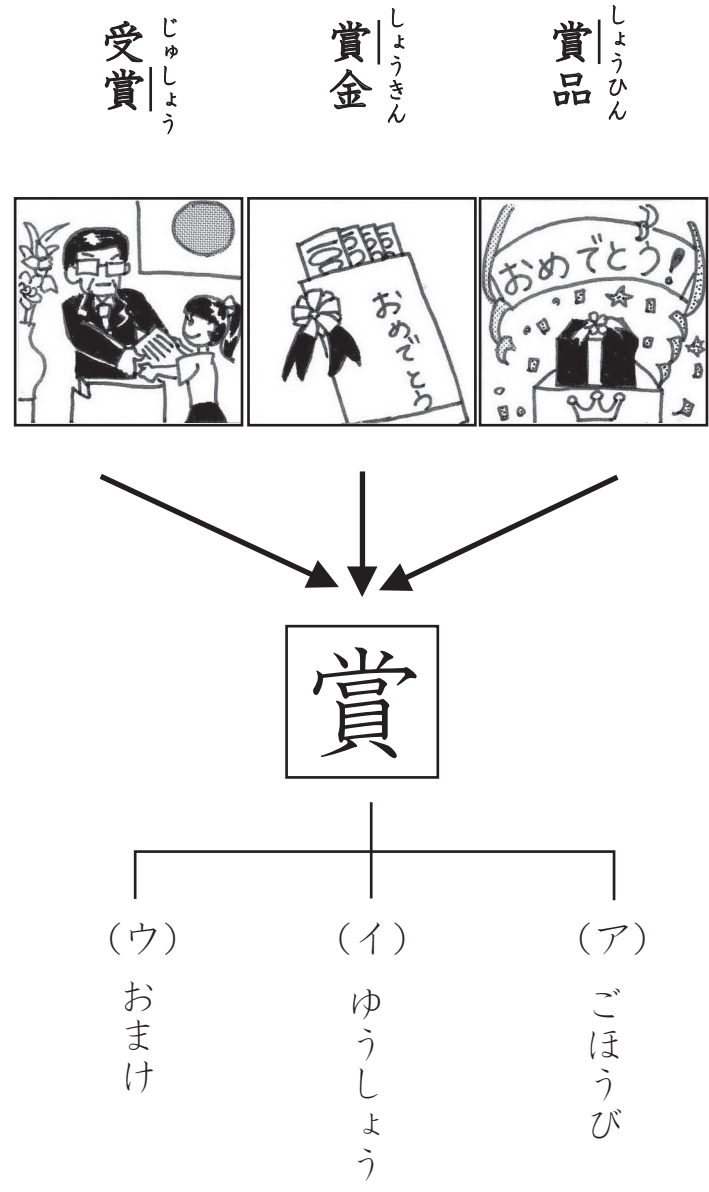 しょうひん
賞品
しょうきん
賞金
じゅしょう
受賞
おめでとう!
おめでとう
賞
（ア）ごほうび
（イ）ゆうしょう
（ウ）おまけ